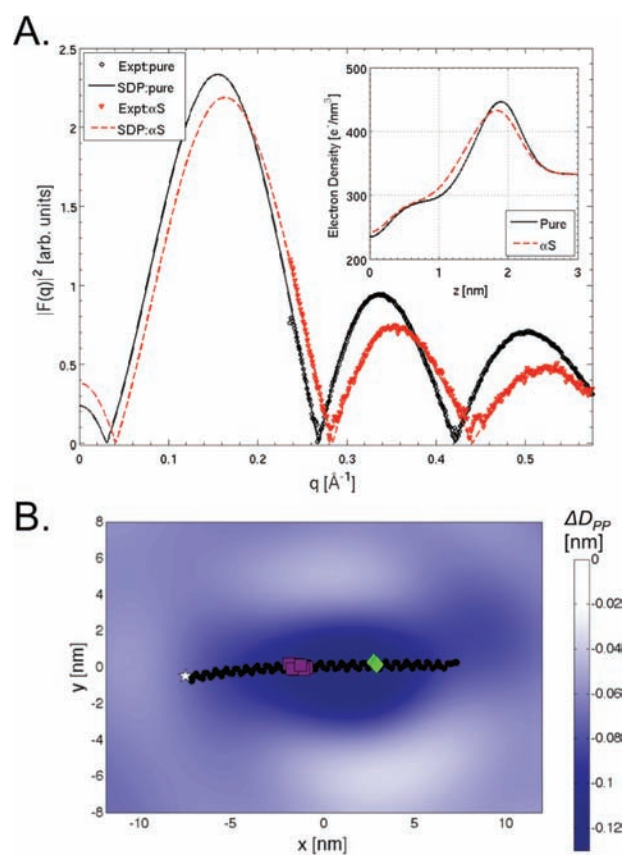 A.
2.5
2
1.5
1
0.5
0
|F(q)|² [arb. units]
Expt:pure
SDP:pure
Expt:αS
SDP:αS
500
400
300
200
Electron Density [e⁻/nm³]
Pure
αS
0 1 2 3
z [nm]
0 0.1 0.2 0.3 0.4 0.5
q [Å⁻¹]
B.
8
6
4
2
0
-2
-4
-6
-8
y [nm]
-10 -5 0 5 10
x [nm]
ΔD_PP
[nm]
0
-0.02
-0.04
-0.06
-0.08
-0.1
-0.12